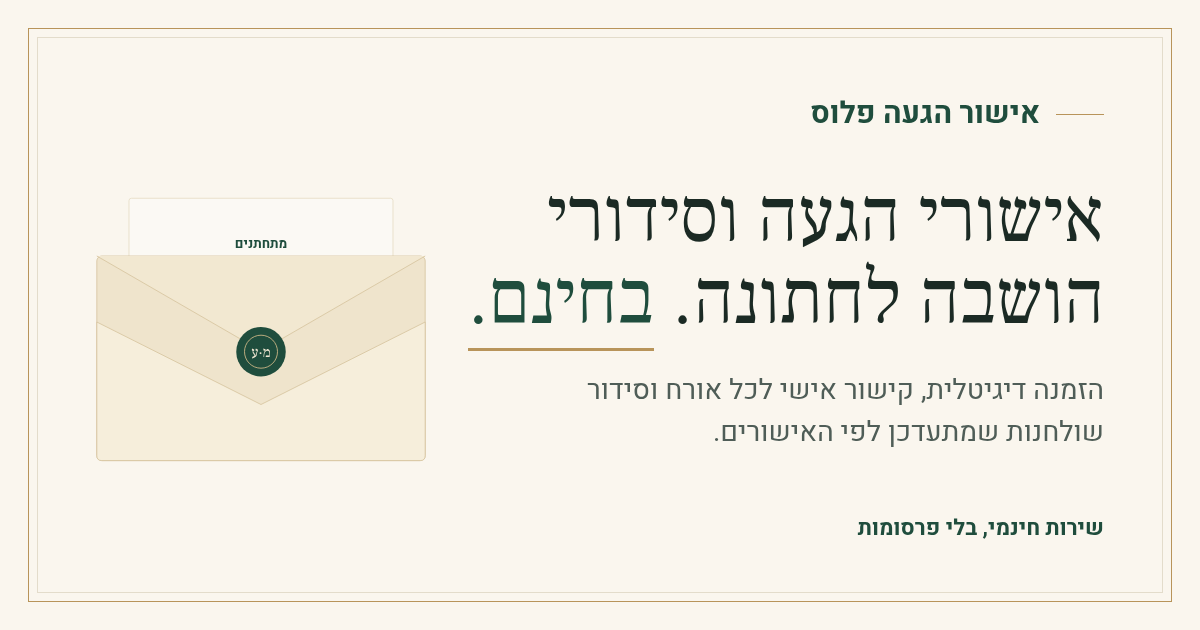 אישור הגעה פלוס
אישורי הגעה וסידורי
הושבה לחתונה. בחינם.
הזמנה דיגיטלית, קישור אישי לכל אורח וסידור
שולחנות שמתעדכן לפי האישורים.
שירות חינמי, בלי פרסומות
מתחתנים
מ·ע